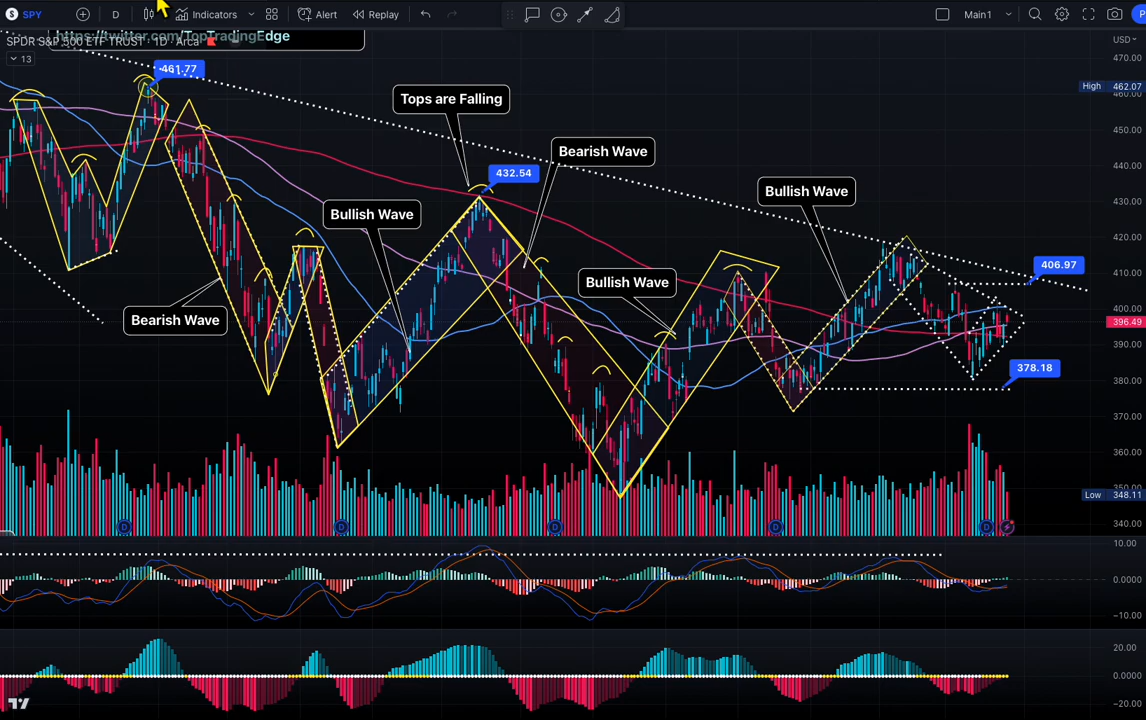 SPY
D
Indicators
Alert
Replay
Main1
https://twitter.com/TopTradingEdge
SPDR S&P 500 ETF TRUST · 1D · Arca
13
USD
470.00
High 462.07
460.00
450.00
440.00
430.00
420.00
410.00
400.00
396.49
390.00
380.00
370.00
360.00
350.00
Low 348.11
340.00
461.77
Tops are Falling
Bearish Wave
432.54
Bullish Wave
Bullish Wave
406.97
Bullish Wave
Bearish Wave
378.18
D
D
D
D
D
10.00
0.0000
−10.00
20.00
0.0000
−20.00